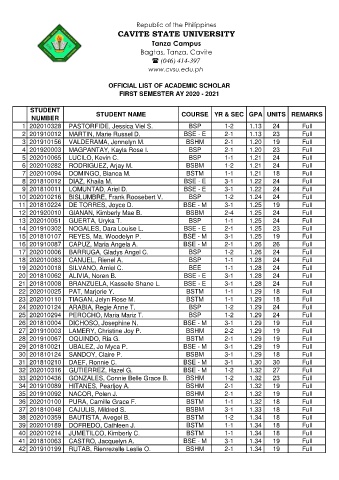 Republic of the Philippines
CAVITE STATE UNIVERSITY
Tanza Campus
Bagtas, Tanza, Cavite
☎ (046) 414-397
www.cvsu.edu.ph
OFFICIAL LIST OF ACADEMIC SCHOLAR
FIRST SEMESTER AY 2020 - 2021
STUDENT NUMBER STUDENT NAME COURSE YR & SEC GPA UNITS REMARKS
1 202010328 PASTORFIDE, Jessica Viel S. BSP 1-2 1.13 24 Full
2 201910012 MARTIN, Marie Russel D. BSE - E 2-1 1.13 23 Full
3 201910156 VALDERAMA, Jennalyn M. BSHM 2-1 1.20 19 Full
4 201920003 MAGPANTAY, Kayla Rose I. BSP 2-1 1.20 23 Full
5 202010065 LUCILO, Kevin C. BSP 1-1 1.21 24 Full
6 202010282 RODRIGUEZ, Arjay M. BSBM 1-2 1.21 24 Full
7 202010094 DOMINGO, Bianca M. BSTM 1-1 1.21 18 Full
8 201810012 DIAZ, Khaila M. BSE - E 3-1 1.22 24 Full
9 201810011 LOMUNTAD, Ariel D. BSE - E 3-1 1.22 24 Full
10 202010216 BISLUMBRE, Frank Roosebert V. BSP 1-2 1.24 24 Full
11 201810224 DE TORRES, Joyce D. BSE - M 3-1 1.25 19 Full
12 201920010 GIANAN, Kimberly Mae B. BSBM 2-4 1.25 24 Full
13 202010051 GUERTA, Uryka T. BSP 1-1 1.25 24 Full
14 201910302 NOGALES, Dara Louise L. BSE - E 2-1 1.25 23 Full
15 201810107 REYES, Ma. Woodelyn P. BSE - M 3-1 1.25 19 Full
16 201910087 CAPUZ, Maria Angela A. BSE - M 2-1 1.26 26 Full
17 202010006 BARRUGA, Gladys Angel C. BSP 1-2 1.26 24 Full
18 202010083 CANUEL, Rienel A. BSP 1-1 1.28 24 Full
19 202010018 SILVANO, Arniel C. BEE 1-1 1.28 24 Full
20 201810062 ALIVIA, Noren B. BSE - E 3-1 1.28 24 Full
21 201810008 BRANZUELA, Kasselle Shane L. BSE - E 3-1 1.28 24 Full
22 202010025 PAT, Marjorie Y. BSTM 1-1 1.29 18 Full
23 202010110 TIAGAN, Jelyn Rose M. BSTM 1-1 1.29 18 Full
24 202010124 ARABIA, Regie Anne T. BSP 1-2 1.29 24 Full
25 202010294 PEROCHO, Maria Mariz T. BSP 1-2 1.29 24 Full
26 201810004 DICHOSO, Josephine N. BSE - M 3-1 1.29 19 Full
27 201910003 LAMERY, Christine Joy P. BSHM 2-2 1.29 19 Full
28 201910067 OQUINDO, Ria G. BSTM 2-1 1.29 19 Full
29 201810021 UBALEZ, Jo Myca E. BSE - M 3-1 1.29 19 Full
30 201810124 SANDOY, Claire P. BSBM 3-1 1.29 18 Full
31 201810210 DAEF, Ronnie C. BSE - M 3-1 1.30 30 Full
32 202010316 GUTIERREZ, Hazel G. BSE - M 1-2 1.32 27 Full
33 202010436 GONZALES, Connie Belle Grace B. BSHM 1-2 1.32 23 Full
34 201910089 HITANES, Pearljoy A. BSHM 2-1 1.32 19 Full
35 201910092 NACOR, Polen J. BSHM 2-1 1.32 19 Full
36 202010100 PURA, Camille Grace F. BSTM 1-1 1.32 18 Full
37 201810048 CAJULIS, Mildred S. BSBM 3-1 1.33 18 Full
38 202010359 BAUTISTA, Avegel B. BSTM 1-2 1.34 18 Full
39 202010189 DOFREDO, Cathleen J. BSTM 1-1 1.34 18 Full
40 202010214 JUMETILCO, Kimberly C. BSTM 1-1 1.34 18 Full
41 201810063 CASTRO, Jacquelyn A. BSE - M 3-1 1.34 19 Full
42 201910199 RUTAB, Rienrezelle Leslie O. BSHM 2-1 1.34 19 Full